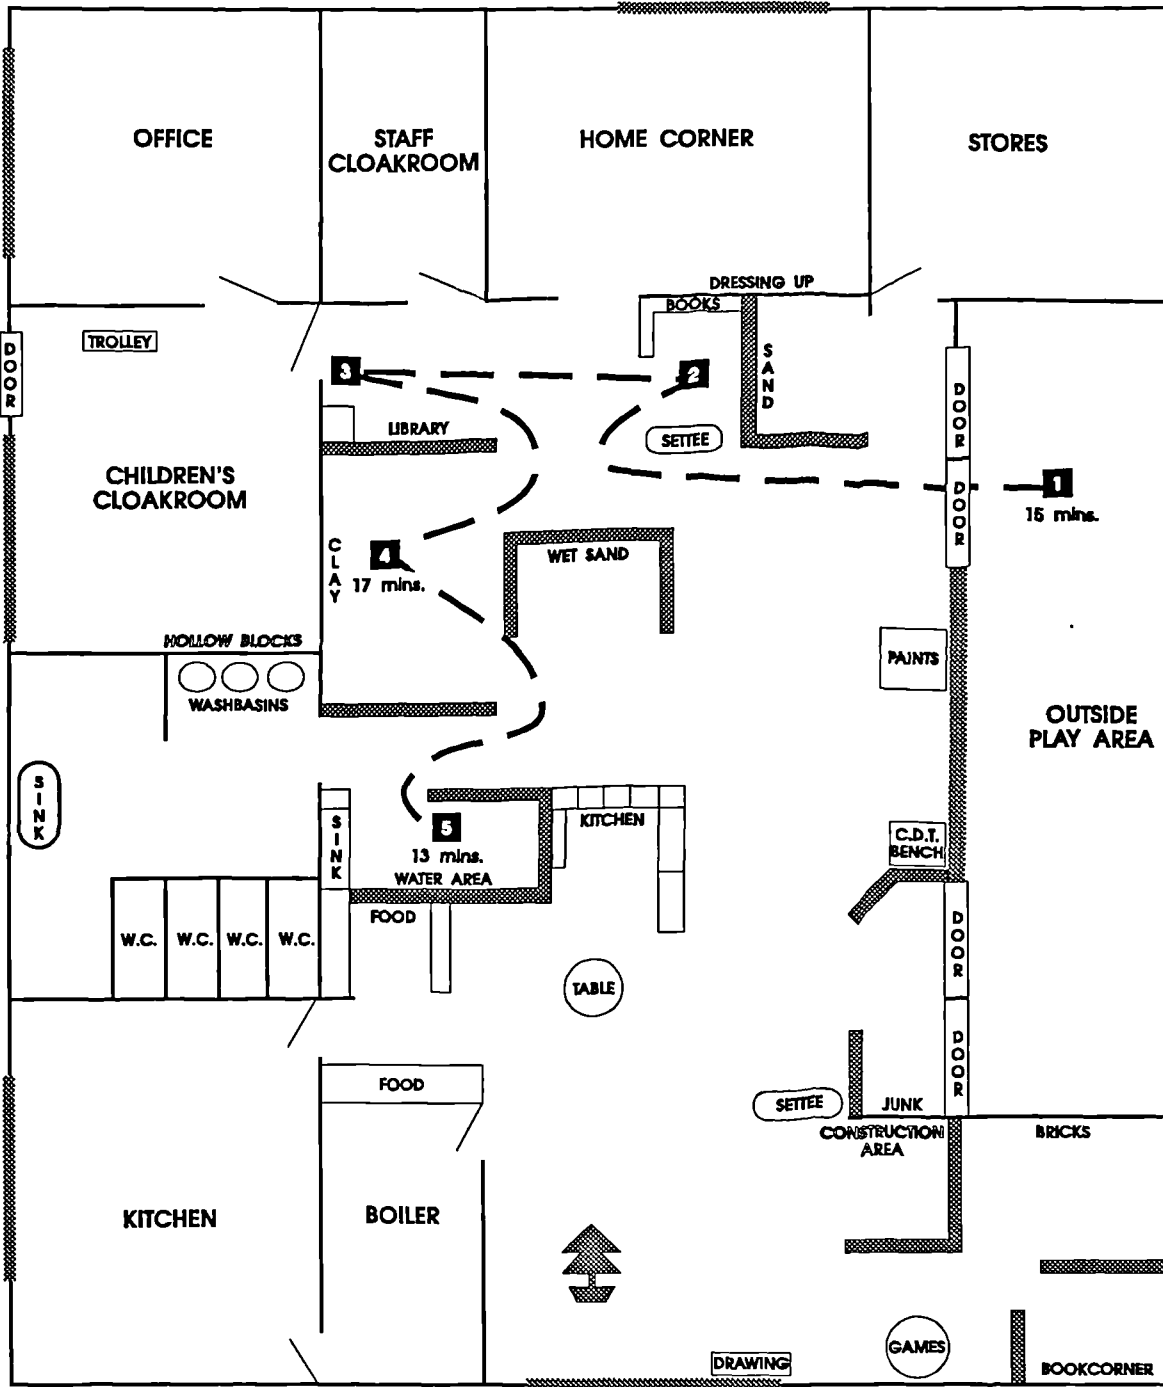 OFFICE
STAFF
CLOAKROOM
HOME CORNER
STORES
DRESSING UP
BOOKS
TROLLEY
DOOR
3
2
SAND
DOOR
LIBRARY
SETTEE
CHILDREN'S
CLOAKROOM
DOOR
1
15 mins.
CLAY
4
17 mins.
WET SAND
HOLLOW BLOCKS
WASHBASINS
PAINTS
OUTSIDE
PLAY AREA
SINK
SINK
5
13 mins.
WATER AREA
KITCHEN
C.D.T.
BENCH
FOOD
W.C.
W.C.
W.C.
W.C.
DOOR
TABLE
DOOR
FOOD
SETTEE
JUNK
CONSTRUCTION
AREA
BRICKS
KITCHEN
BOILER
GAMES
DRAWING
BOOKCORNER